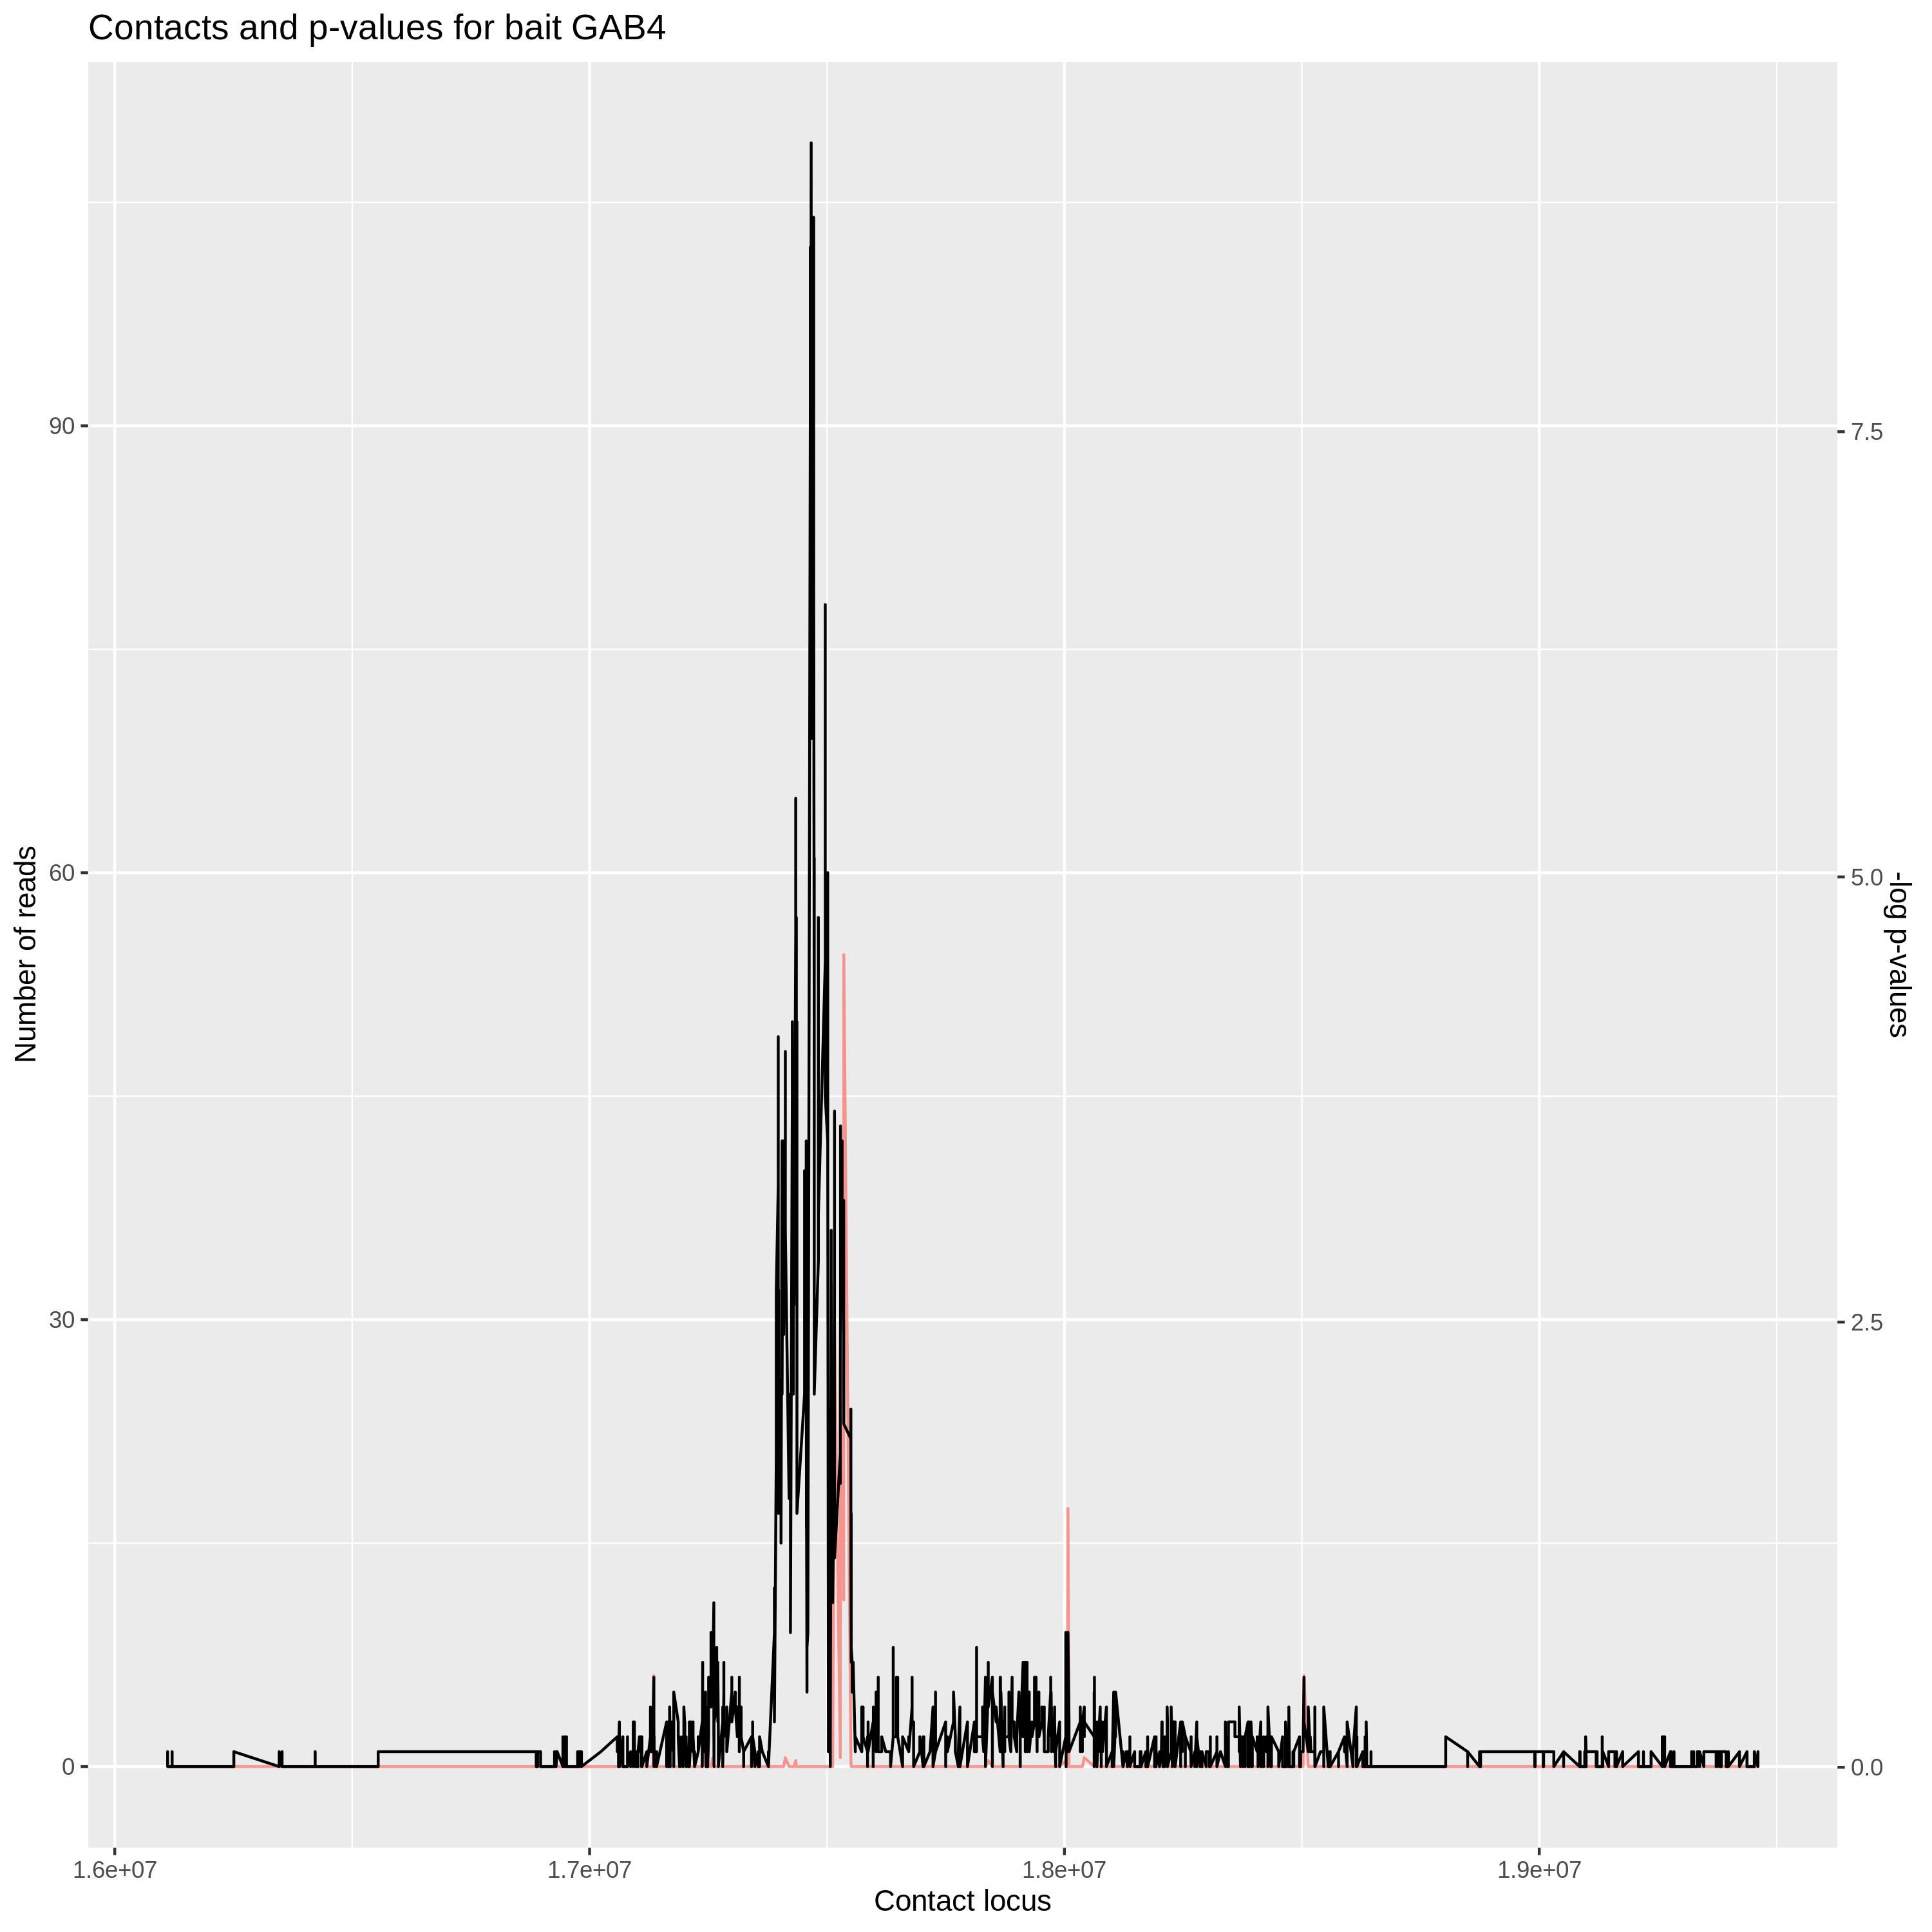 Contacts and p-values for bait GAB4
Number of reads
90
60
30
0
7.5
5.0
2.5
0.0
-log p-values
1.6e+07
1.7e+07
1.8e+07
1.9e+07
Contact locus